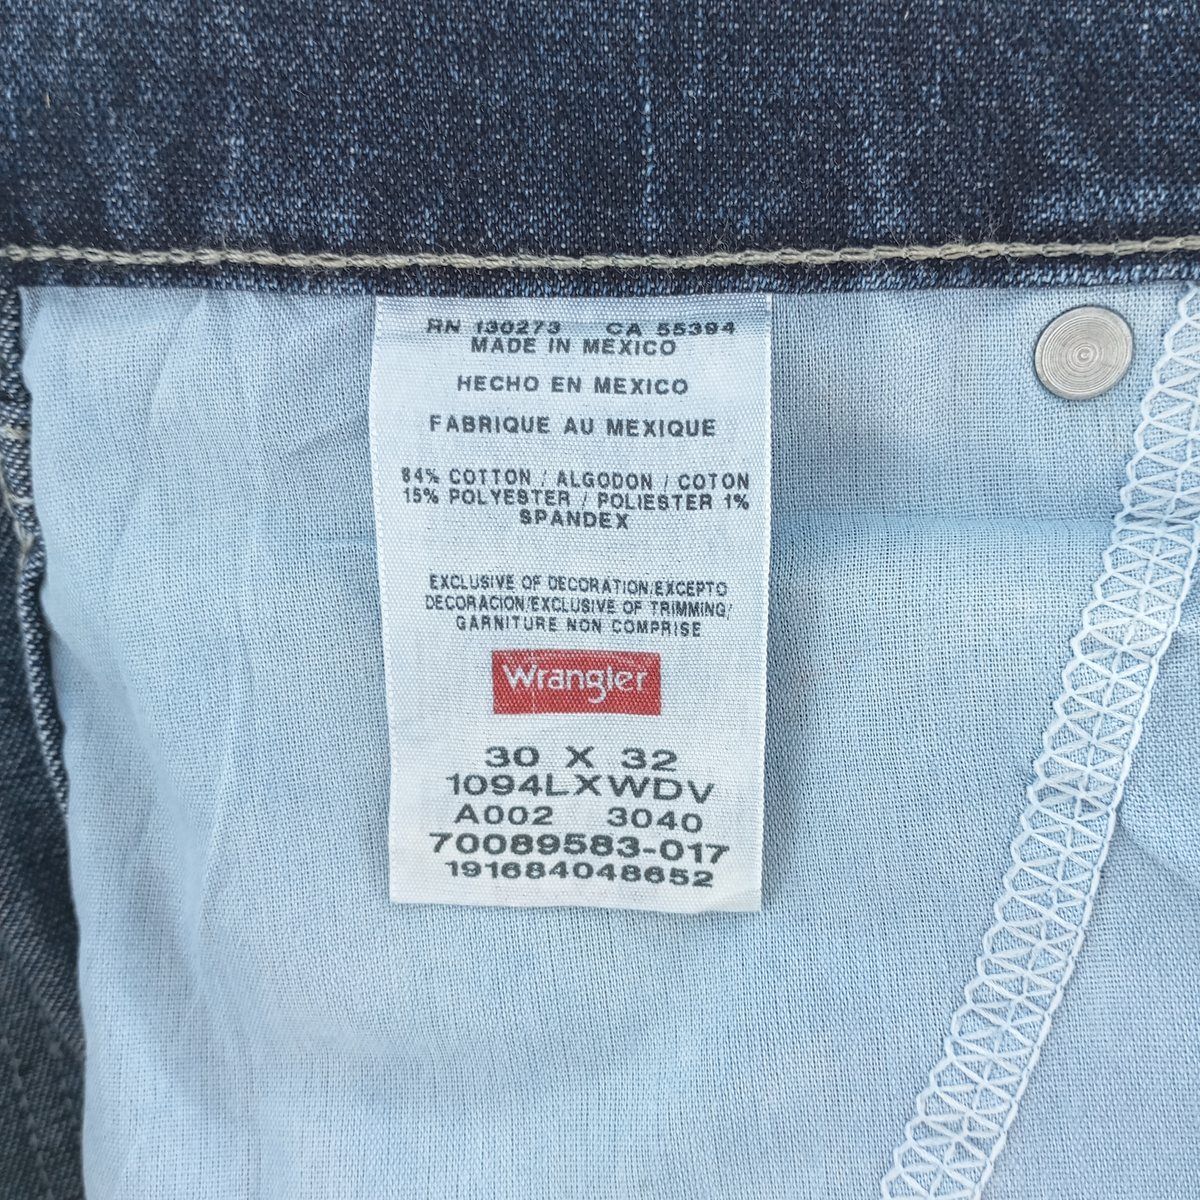 RN 130273 CA 55394
MADE IN MEXICO
HECHO EN MEXICO
FABRIQUE AU MEXIQUE
84% COTTON / ALGODON / COTON
15% POLYESTER / POLIESTER 1%
SPANDEX
EXCLUSIVE OF DECORATION/EXCEPTO
DECORACION/EXCLUSIVE OF TRIMMING/
GARNITURE NON COMPRISE
Wrangler
30 X 32
1094LXWDV
A002 3040
70089583-017
191684048652